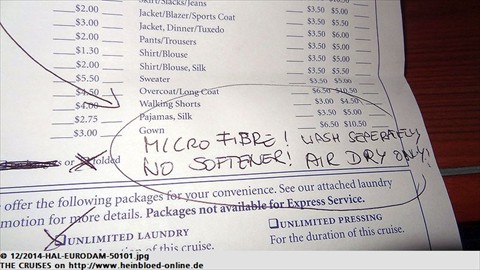 Skirt/Slacks/Jeans
$2.00 Jacket/Blazer/Sports Coat $3.50 $5.00
$3.00 Jacket, Dinner/Tuxedo $3.50 $6.00
$2.00 Pants/Trousers $3.00 $5.00
$1.30 Shirt/Blouse $3.00 $5.00
$2.00 Shirt/Blouse, Silk $3.50 $5.50
$5.50 Sweater $3.50 $5.50
$4.50 Overcoat/Long Coat $6.50 $10.50
$4.00 Walking Shorts $3.00 $4.50
$2.75 Pajamas, Silk $3.50 $5.00
$3.00 Gown $6.50 $10.50
MICRO FIBRE! WASH SEPERATELY
NO SOFTENER! AIR DRY ONLY!
s or folded
offer the following packages for your convenience. See our attached laundry
motion for more details. Packages not available for Express Service.
UNLIMITED LAUNDRY UNLIMITED PRESSING
duration of this cruise. For the duration of this cruise.
© 12/2014-HAL-EURODAM-50101.jpg
THE CRUISES on http://www.heinbloed-online.de